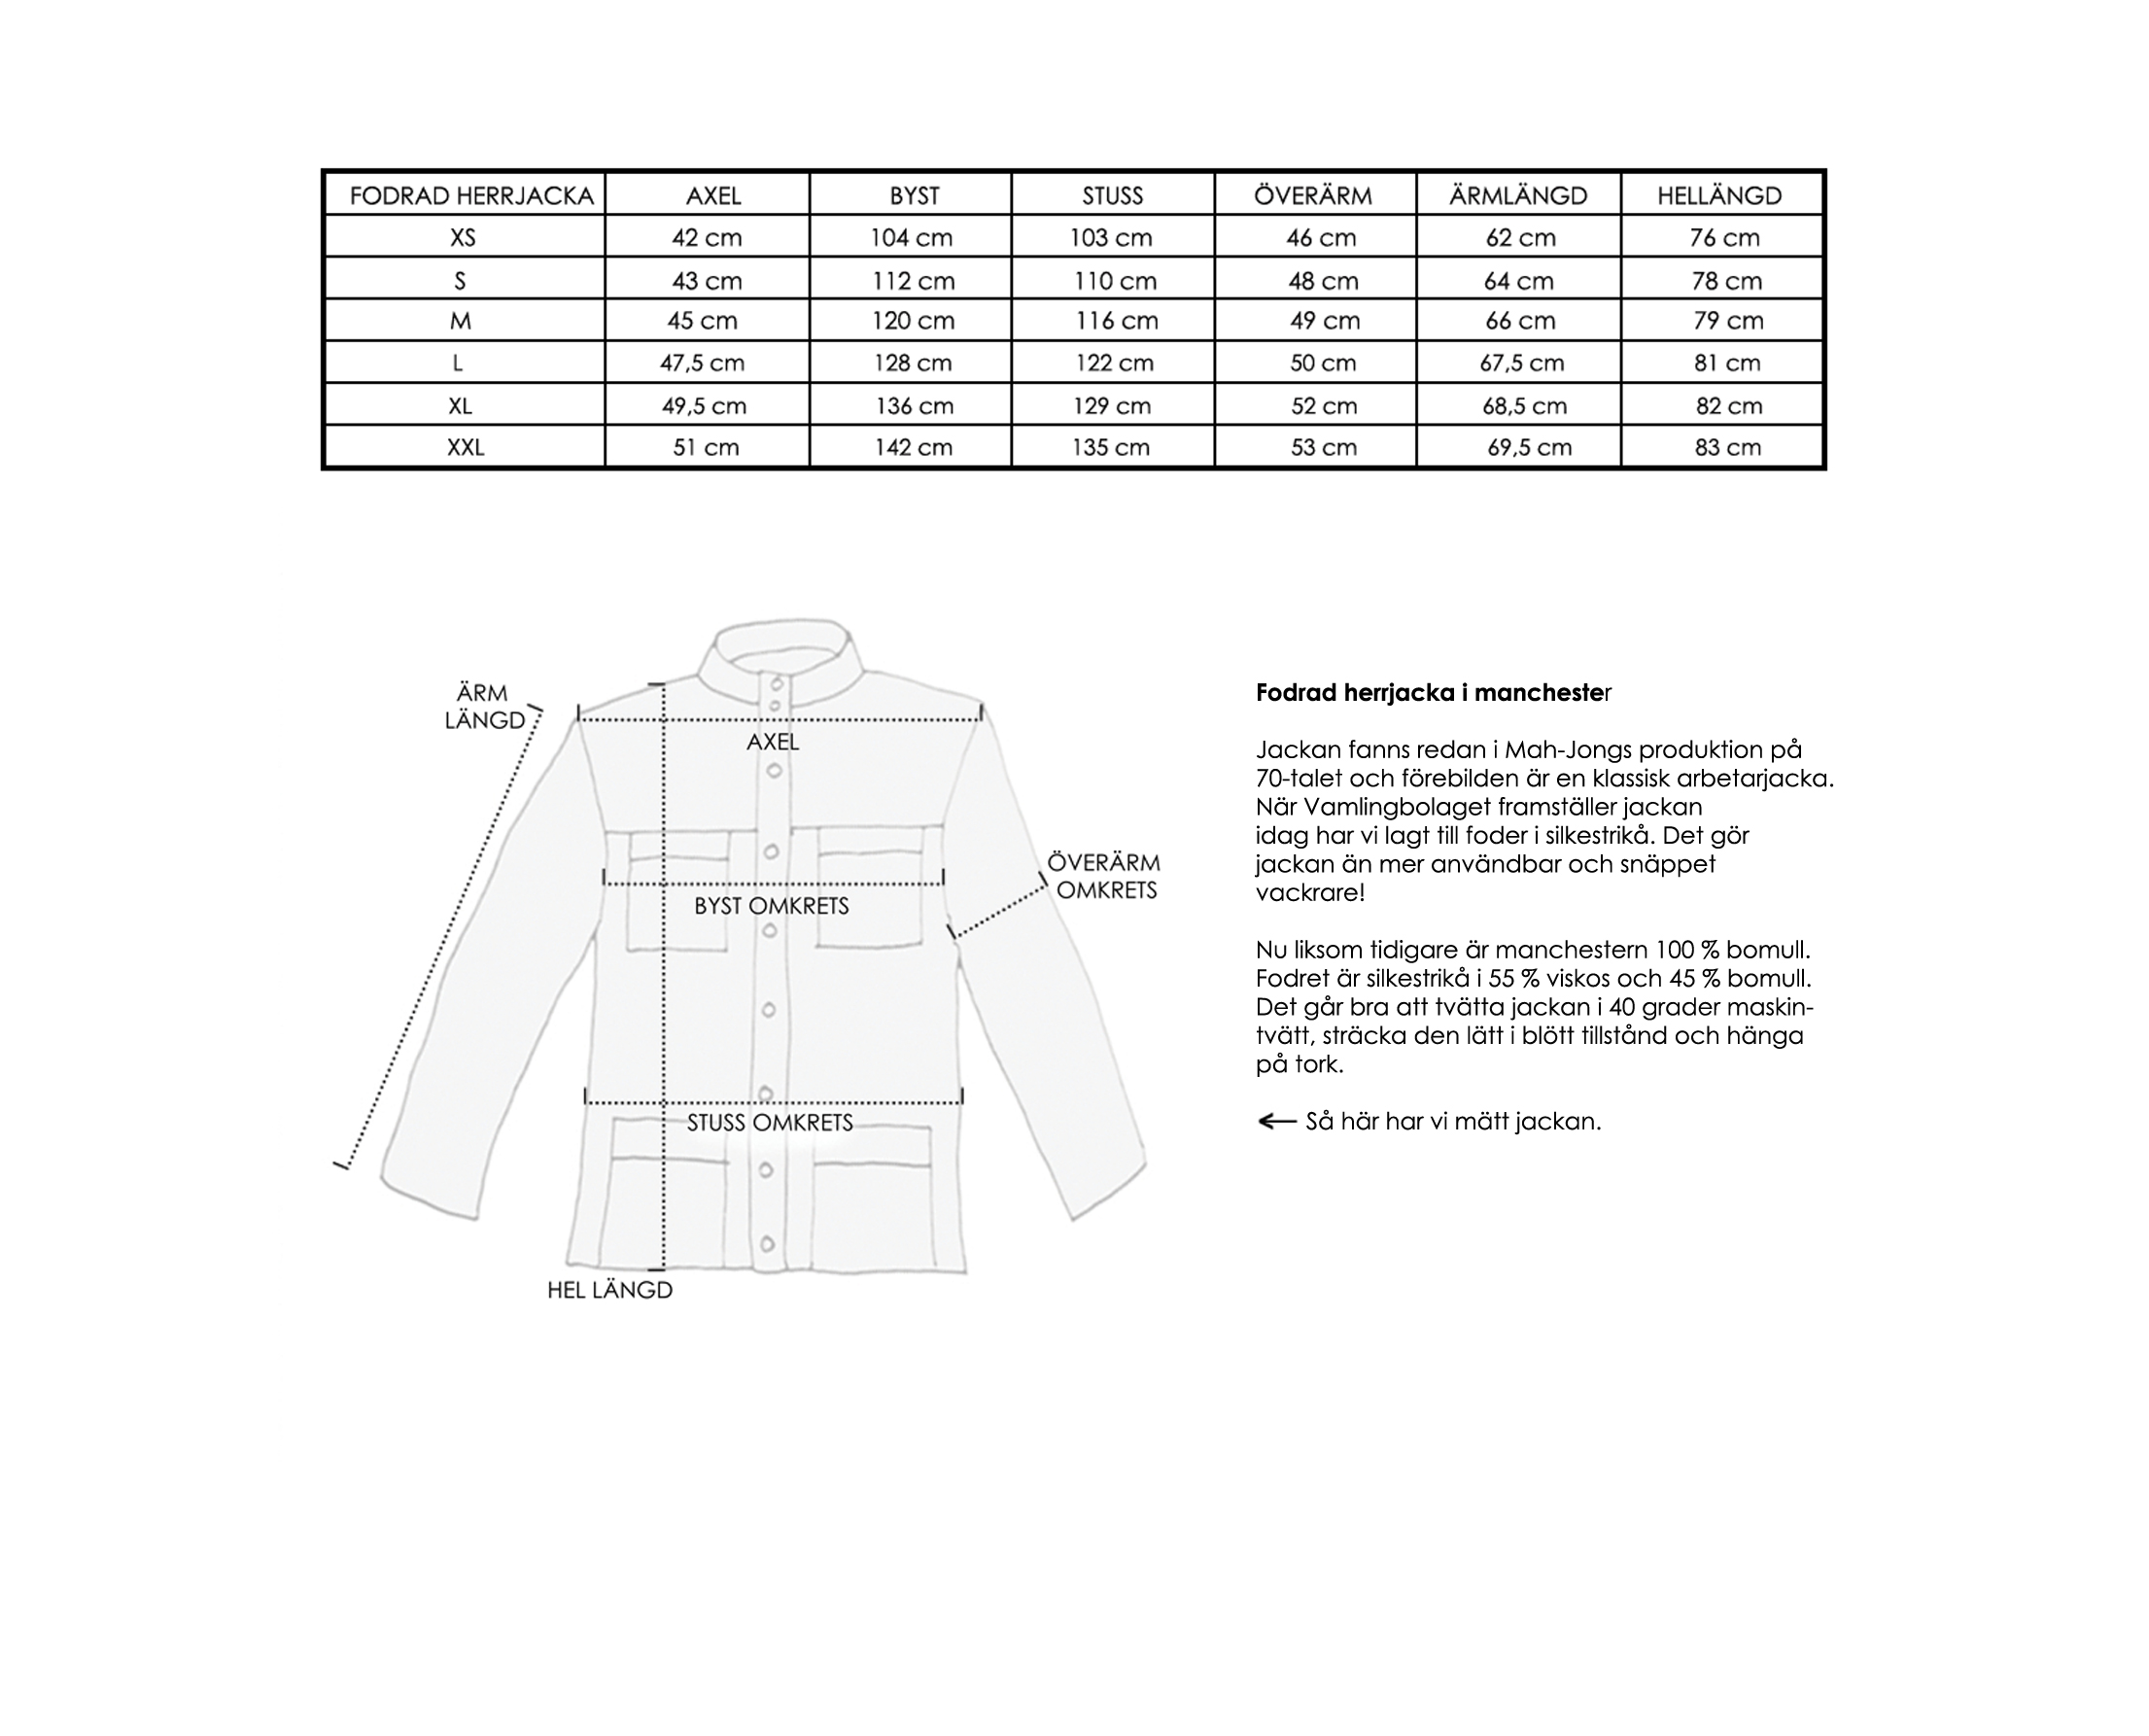 FODRAD HERRJACKA AXEL BYST STUSS ÖVERÄRM ÄRMLÄNGD HELLÄNGD
XS 42 cm 104 cm 103 cm 46 cm 62 cm 76 cm
S 43 cm 112 cm 110 cm 48 cm 64 cm 78 cm
M 45 cm 120 cm 116 cm 49 cm 66 cm 79 cm
L 47,5 cm 128 cm 122 cm 50 cm 67,5 cm 81 cm
XL 49,5 cm 136 cm 129 cm 52 cm 68,5 cm 82 cm
XXL 51 cm 142 cm 135 cm 53 cm 69,5 cm 83 cm
ÄRM
LÄNGD
AXEL
BYST OMKRETS
ÖVERÄRM
OMKRETS
STUSS OMKRETS
HEL LÄNGD
Fodrad herrjacka i manchester
Jackan fanns redan i Mah-Jongs produktion på
70-talet och förebilden är en klassisk arbetarjacka.
När Vamlingbolaget framställer jackan
idag har vi lagt till foder i silkestrikå. Det gör
jackan än mer användbar och snäppet
vackrare!
Nu liksom tidigare är manchestern 100 % bomull.
Fodret är silkestrikå i 55 % viskos och 45 % bomull.
Det går bra att tvätta jackan i 40 grader maskin-
tvätt, sträcka den lätt i blött tillstånd och hänga
på tork.
← Så här har vi mätt jackan.